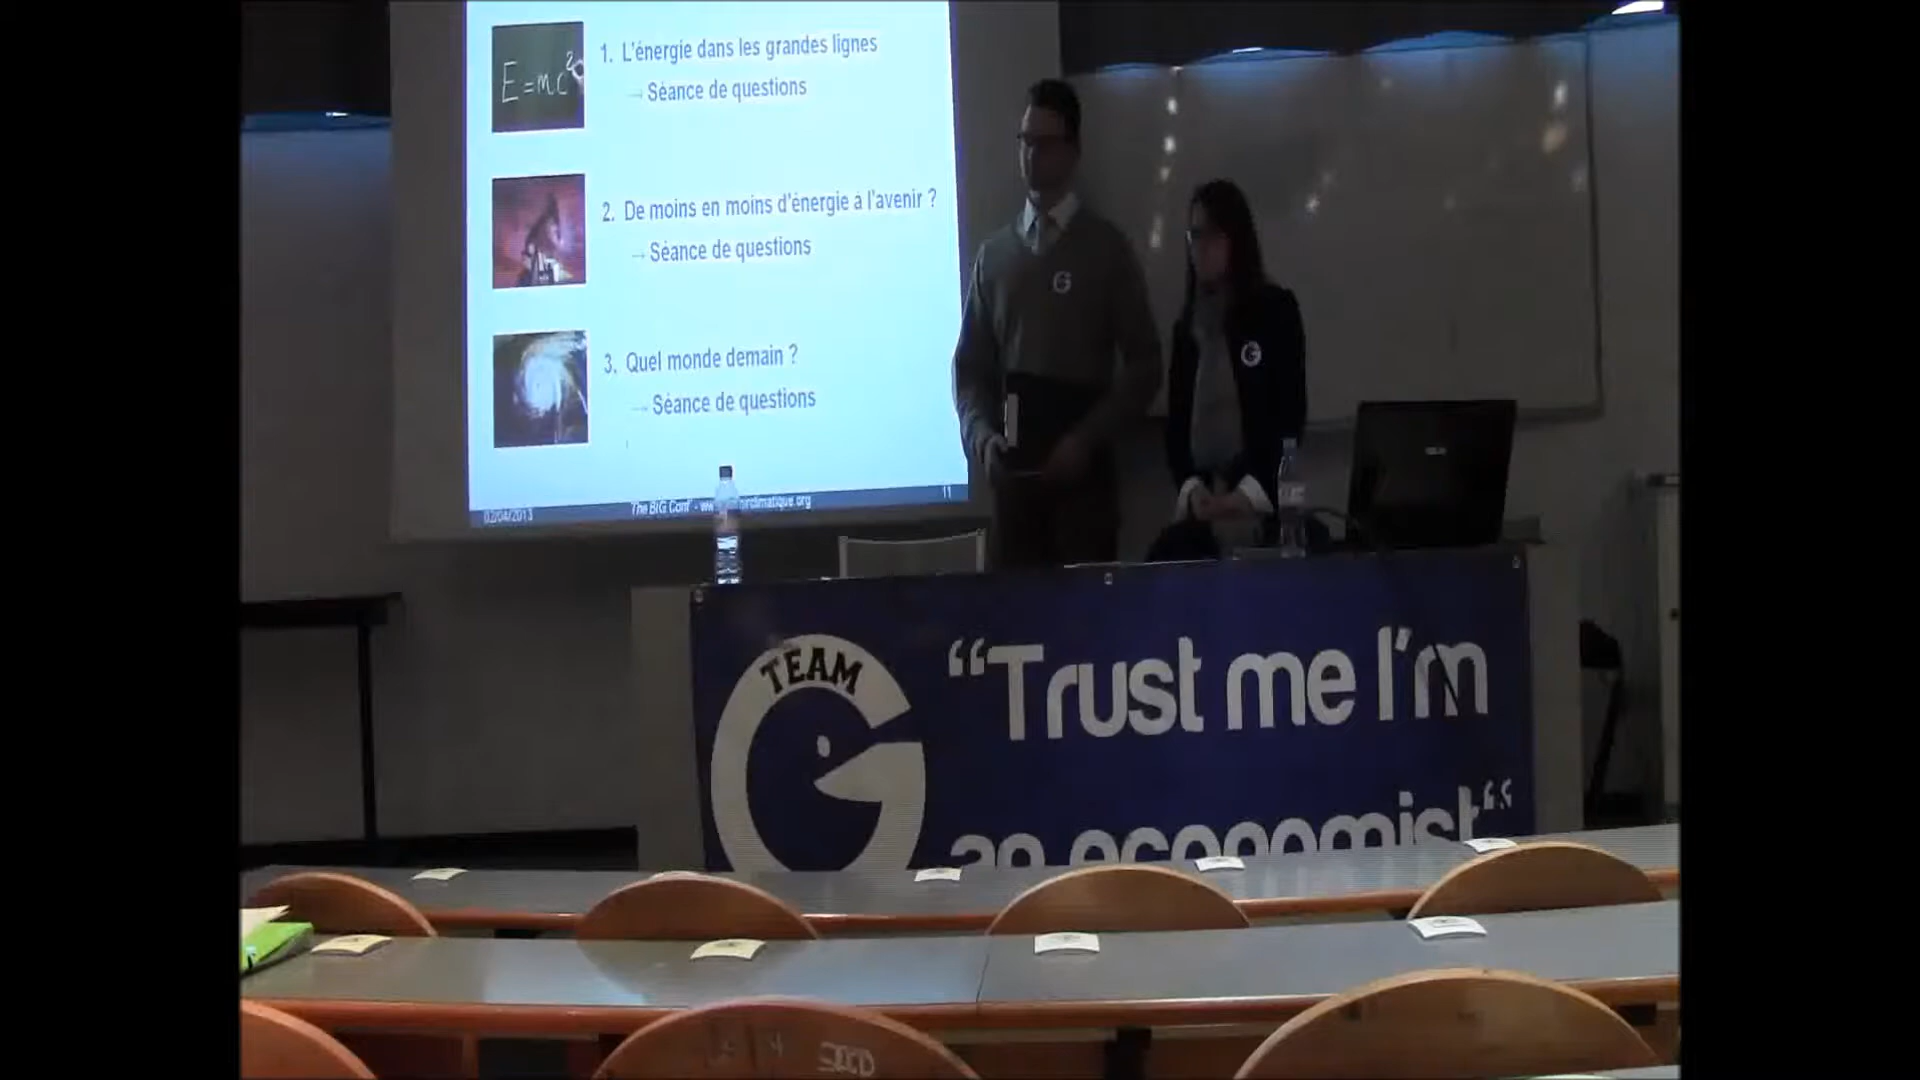 E=mc²
1. L'énergie dans les grandes lignes
→ Séance de questions
2. De moins en moins d'énergie à l'avenir ?
→ Séance de questions
3. Quel monde demain ?
→ Séance de questions
02/04/2013
The BIG Conf' - climatique.org
11
G
G
TEAM
G
“Trust me I'm
an economist“